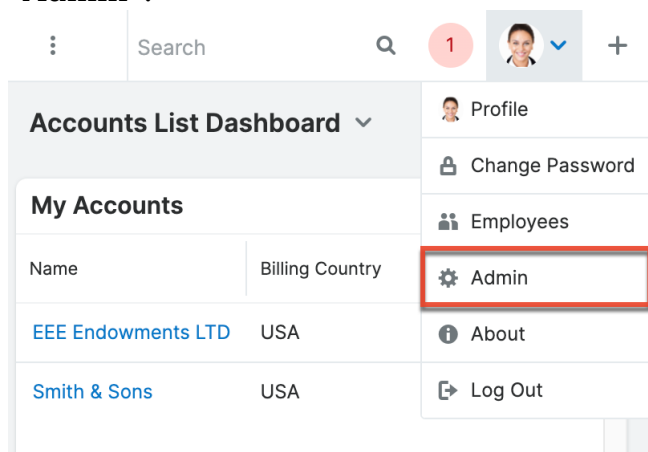 Search
1
Accounts List Dashboard
My Accounts
Name Billing Country
EEE Endowments LTD USA
Smith & Sons USA
Profile
Change Password
Employees
Admin
About
Log Out